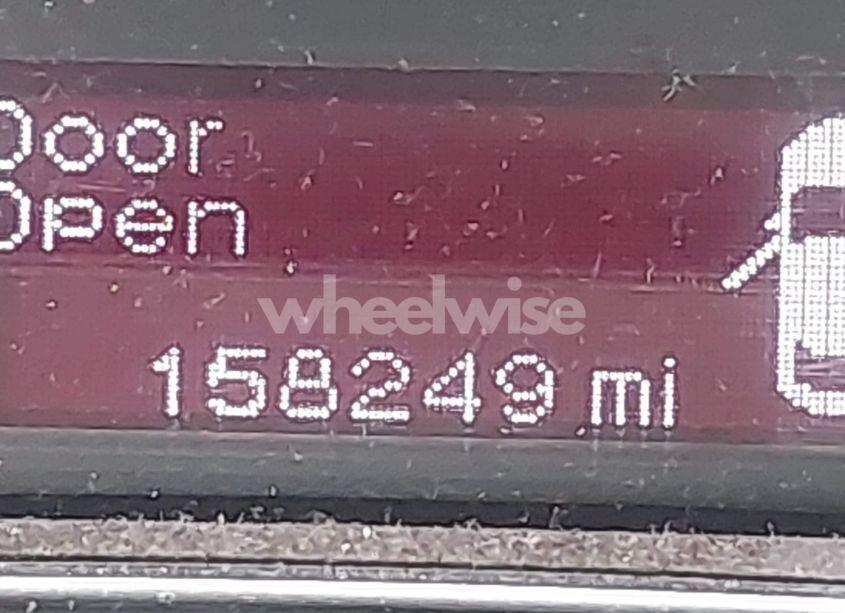 Door
Open
wheelwise
158249 mi